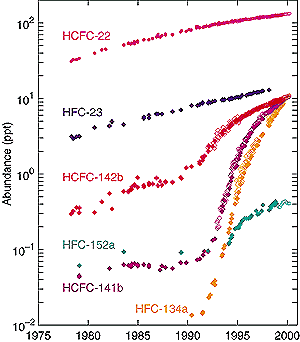 10²
HCFC-22
HFC-23
10¹
HCFC-142b
10⁰
Abundance (ppt)
10⁻¹
HFC-152a
HCFC-141b
HFC-134a
10⁻²
1975 1980 1985 1990 1995 2000